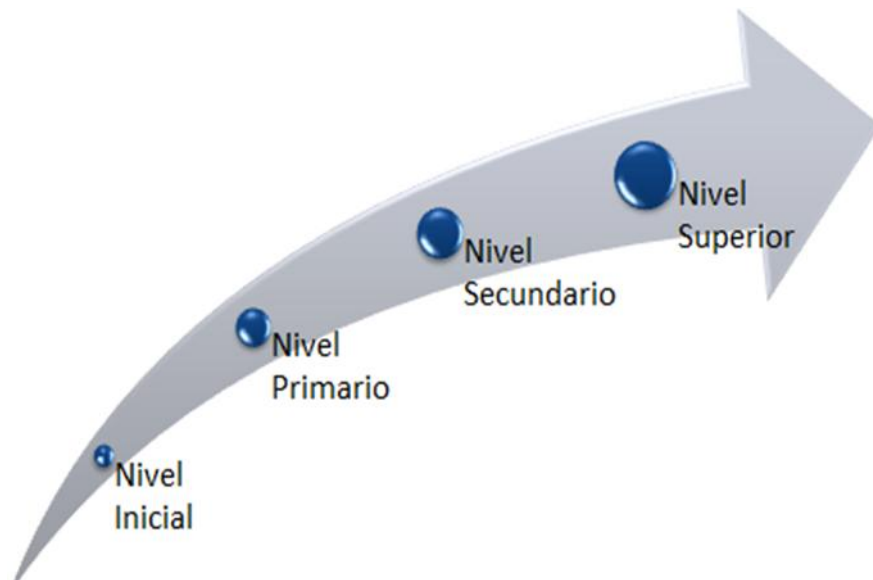 Nivel
Inicial
Nivel
Primario
Nivel
Secundario
Nivel
Superior